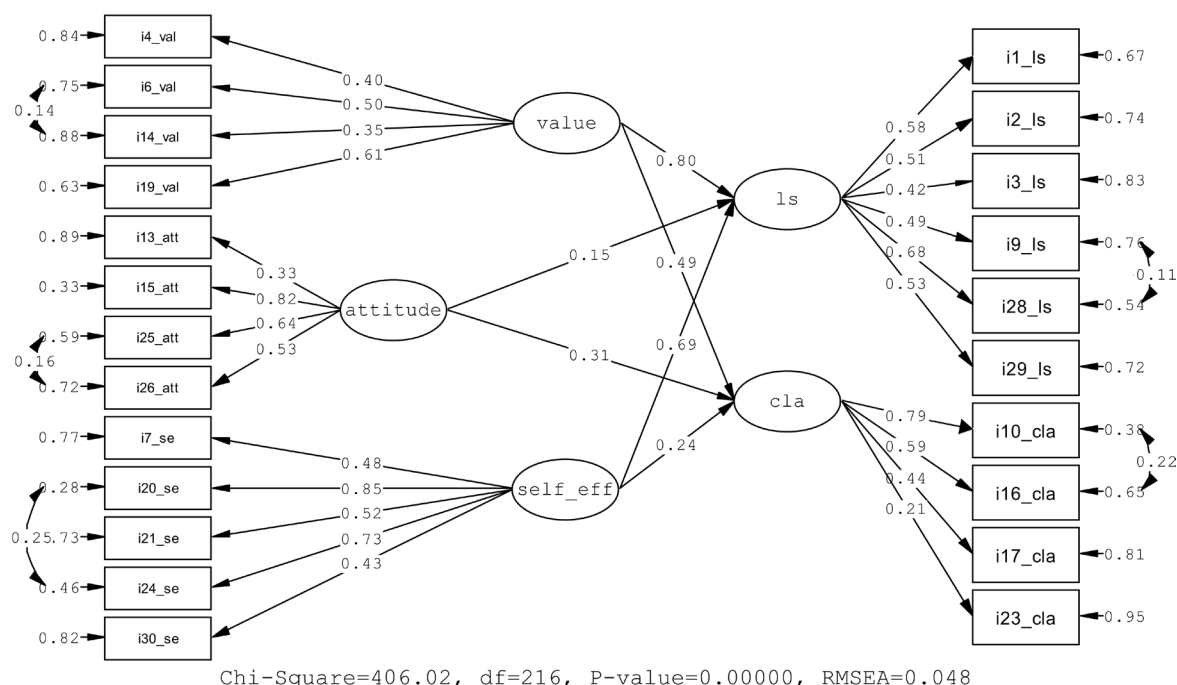 0.84 i4_val
0.75 i6_val
0.14
0.88 i14_val
0.63 i19_val
0.89 i13_att
0.33 i15_att
0.59 i25_att
0.16
0.72 i26_att
0.77 i7_se
0.28 i20_se
0.25.73 i21_se
0.46 i24_se
0.82 i30_se
0.40
0.50
0.35
0.61
value
0.33
0.82
0.64
0.53
attitude
0.48
0.85
0.52
0.73
0.43
self_eff
0.80
0.49
0.15
0.31
0.69
0.24
ls
cla
0.58
0.51
0.42
0.49
0.68
0.53
0.79
0.59
0.44
0.21
i1_ls 0.67
i2_ls 0.74
i3_ls 0.83
i9_ls 0.76
0.11
i28_ls 0.54
i29_ls 0.72
i10_cla 0.38
0.22
i16_cla 0.65
i17_cla 0.81
i23_cla 0.95
Chi-Square=406.02, df=216, P-value=0.00000, RMSEA=0.048